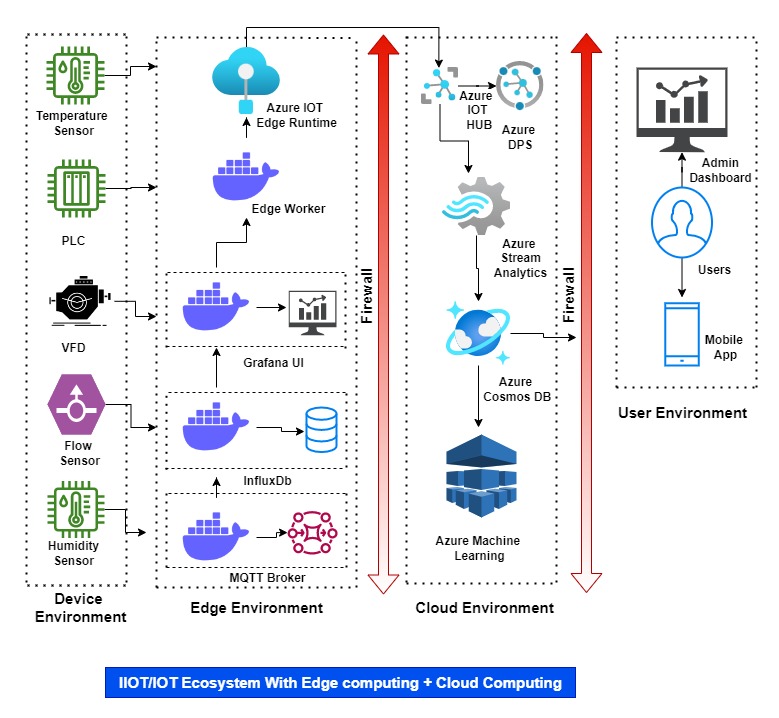 Temperature
Sensor
PLC
VFD
Flow
Sensor
Humidity
Sensor
Device
Environment
Azure IOT
Edge Runtime
Edge Worker
Grafana UI
InfluxDb
MQTT Broker
Edge Environment
Firewall
Azure
IOT
HUB
Azure
DPS
Azure
Stream
Analytics
Azure
Cosmos DB
Azure Machine
Learning
Cloud Environment
Firewall
Admin
Dashboard
Users
Mobile
App
User Environment
IIOT/IOT Ecosystem With Edge computing + Cloud Computing